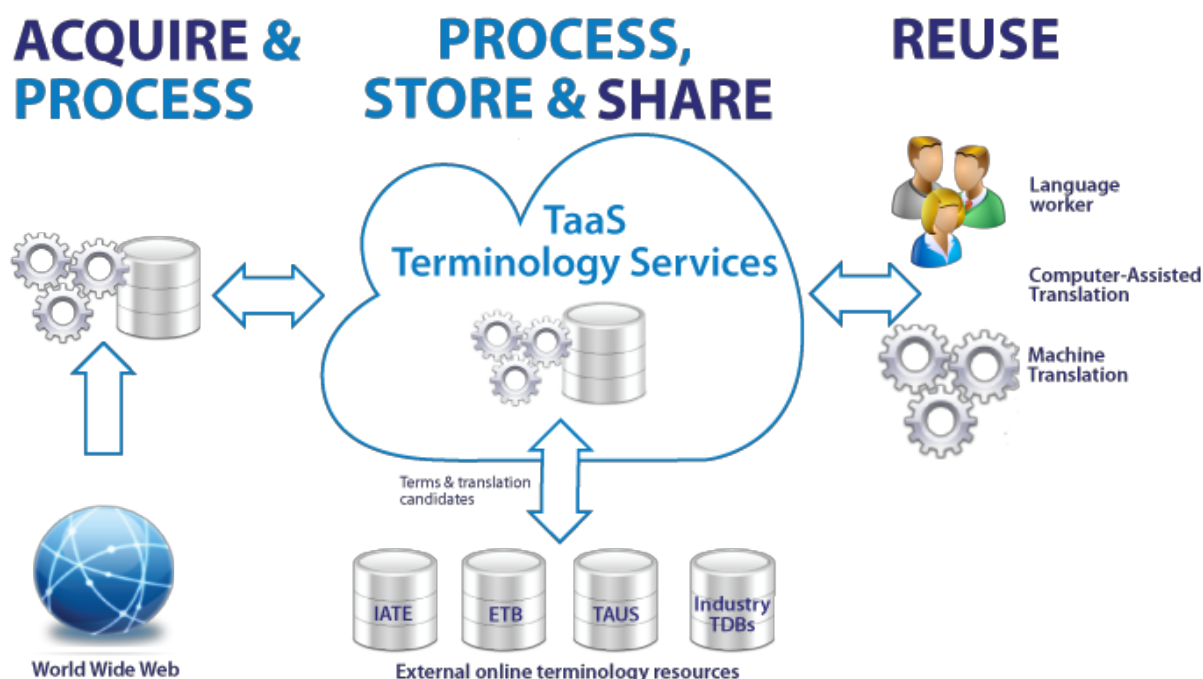 ACQUIRE &
PROCESS
PROCESS,
STORE & SHARE
REUSE
TaaS
Terminology Services
Language
worker
Computer-Assisted
Translation
Machine
Translation
Terms & translation
candidates
IATE
ETB
TAUS
Industry
TDBs
World Wide Web
External online terminology resources